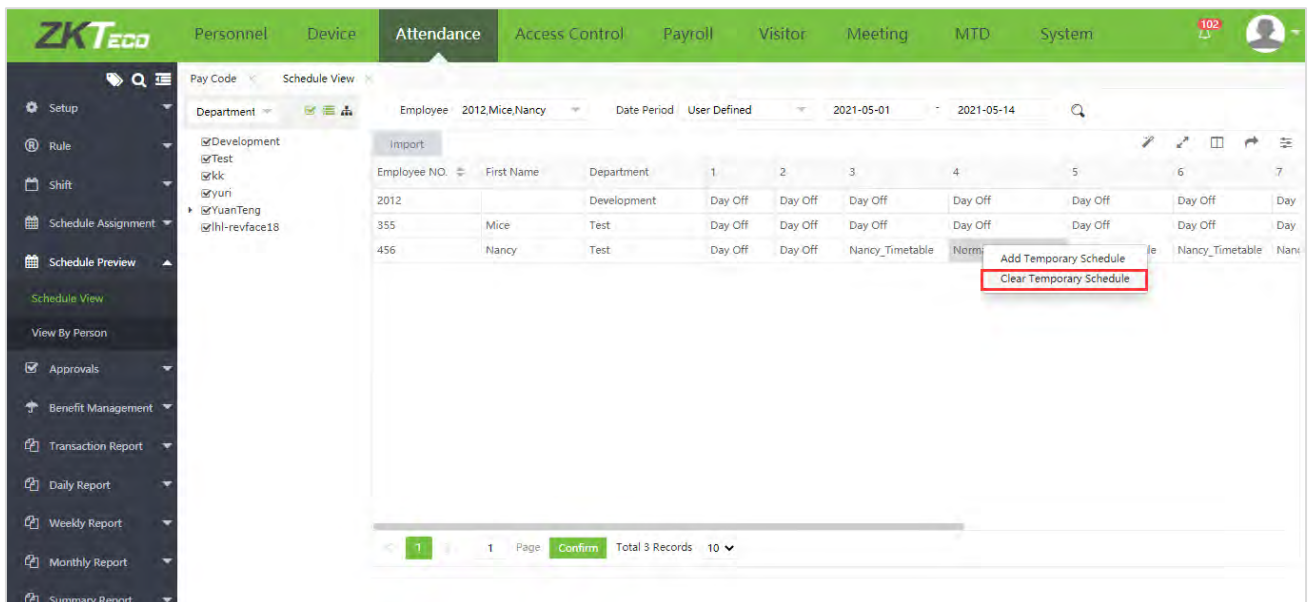 ZKTECO Personnel Device Attendance Access Control Payroll Visitor Meeting MTD System 102
Pay Code Schedule View
Setup
Rule
Shift
Schedule Assignment
Schedule Preview
Schedule View
View By Person
Approvals
Benefit Management
Transaction Report
Daily Report
Weekly Report
Monthly Report
Summary Report
Department
Development
Test
kk
yuri
YuanTeng
lhl-revface18
Employee 2012,Mice,Nancy Date Period User Defined 2021-05-01 - 2021-05-14
Import
Employee NO. First Name Department 1 2 3 4 5 6 7
2012 Development Day Off Day Off Day Off Day Off Day Off Day Off Day
355 Mice Test Day Off Day Off Day Off Day Off Day Off Day Off Day
456 Nancy Test Day Off Day Off Nancy_Timetable Norma le Nancy_Timetable
Add Temporary Schedule
Clear Temporary Schedule
1 1 Page Confirm Total 3 Records 10